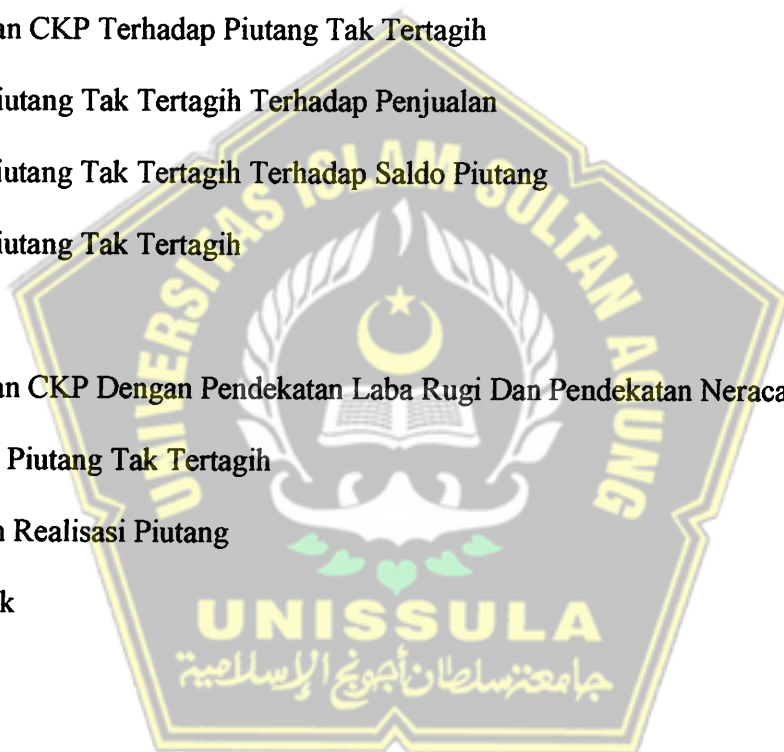 an CKP Terhadap Piutang Tak Tertagih
iutang Tak Tertagih Terhadap Penjualan
iutang Tak Tertagih Terhadap Saldo Piutang
iutang Tak Tertagih
an CKP Dengan Pendekatan Laba Rugi Dan Pendekatan Neraca
Piutang Tak Tertagih
n Realisasi Piutang
k
UNIVERSITAS ISLAM SULTAN AGUNG
UNISSULA
جامعتنسلطان أجونج الإسلامية